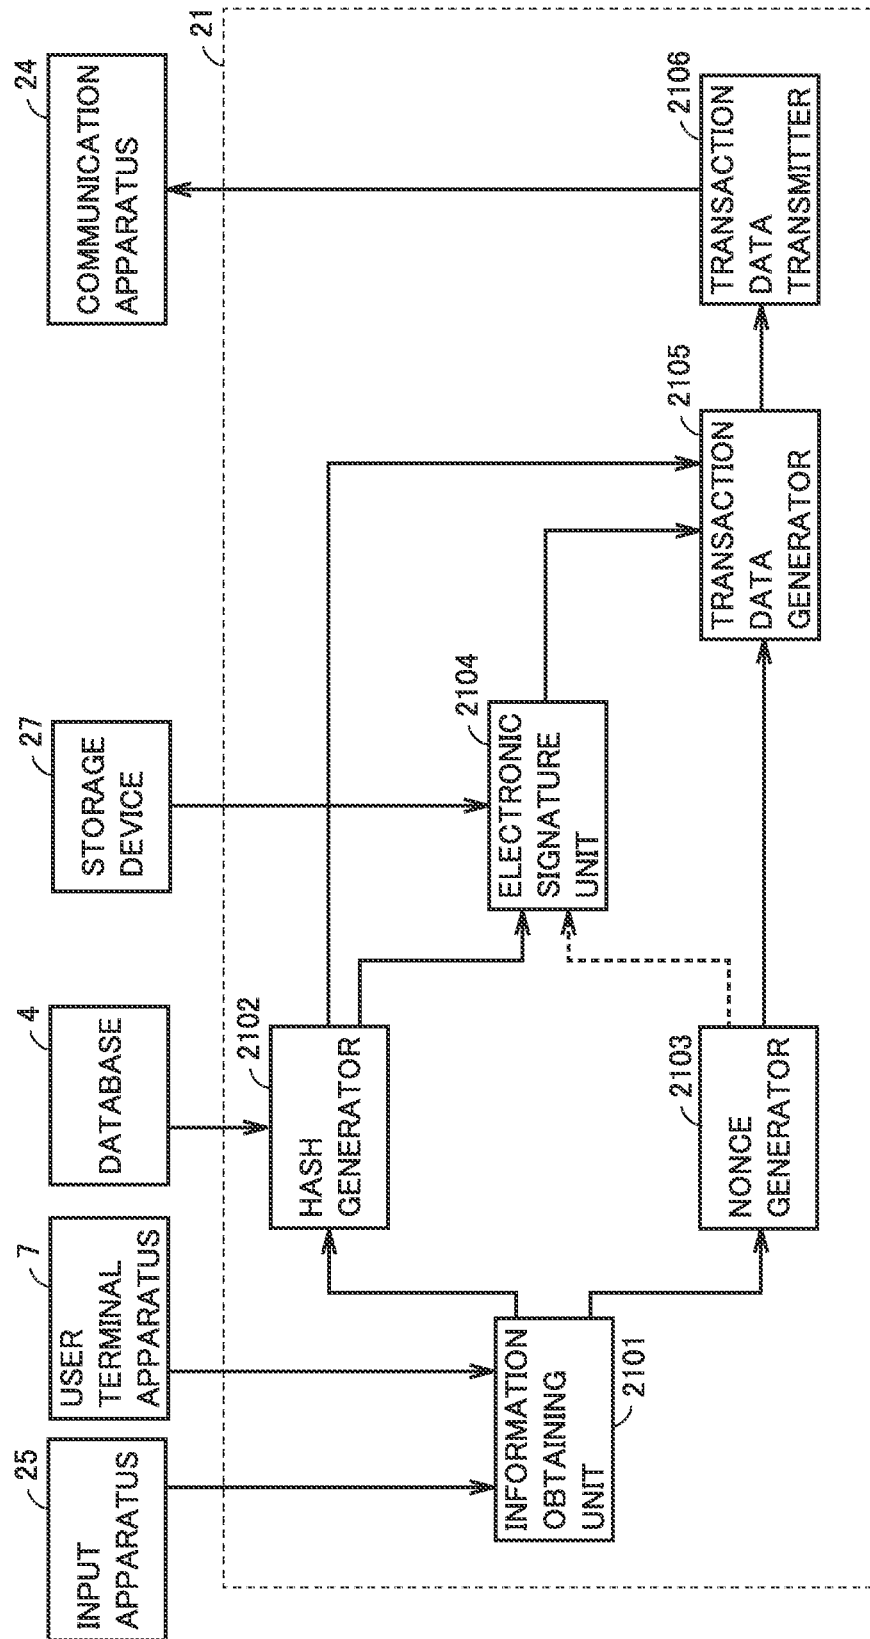 25
INPUT
APPARATUS
7
USER
TERMINAL
APPARATUS
4
DATABASE
27
STORAGE
DEVICE
24
COMMUNICATION
APPARATUS
21
INFORMATION
OBTAINING
UNIT
2101
2102
HASH
GENERATOR
2103
NONCE
GENERATOR
2104
ELECTRONIC
SIGNATURE
UNIT
2105
TRANSACTION
DATA
GENERATOR
2106
TRANSACTION
DATA
TRANSMITTER